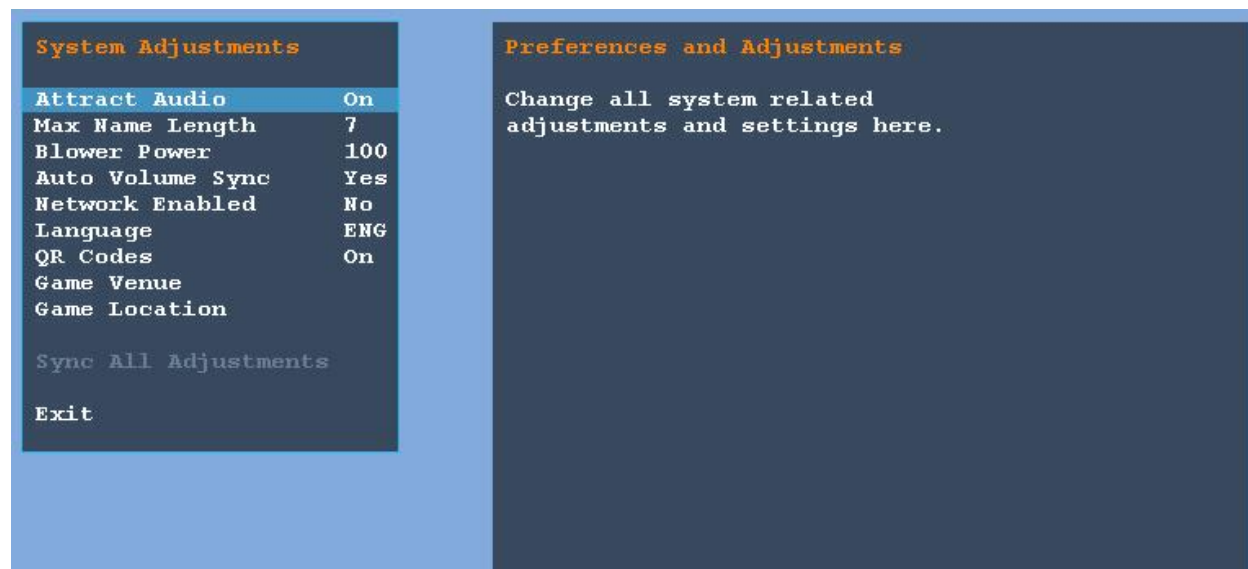 System Adjustments
Attract Audio On
Max Name Length 7
Blower Power 100
Auto Volume Sync Yes
Network Enabled No
Language ENG
QR Codes On
Game Venue
Game Location
Sync All Adjustments
Exit
Preferences and Adjustments
Change all system related
adjustments and settings here.